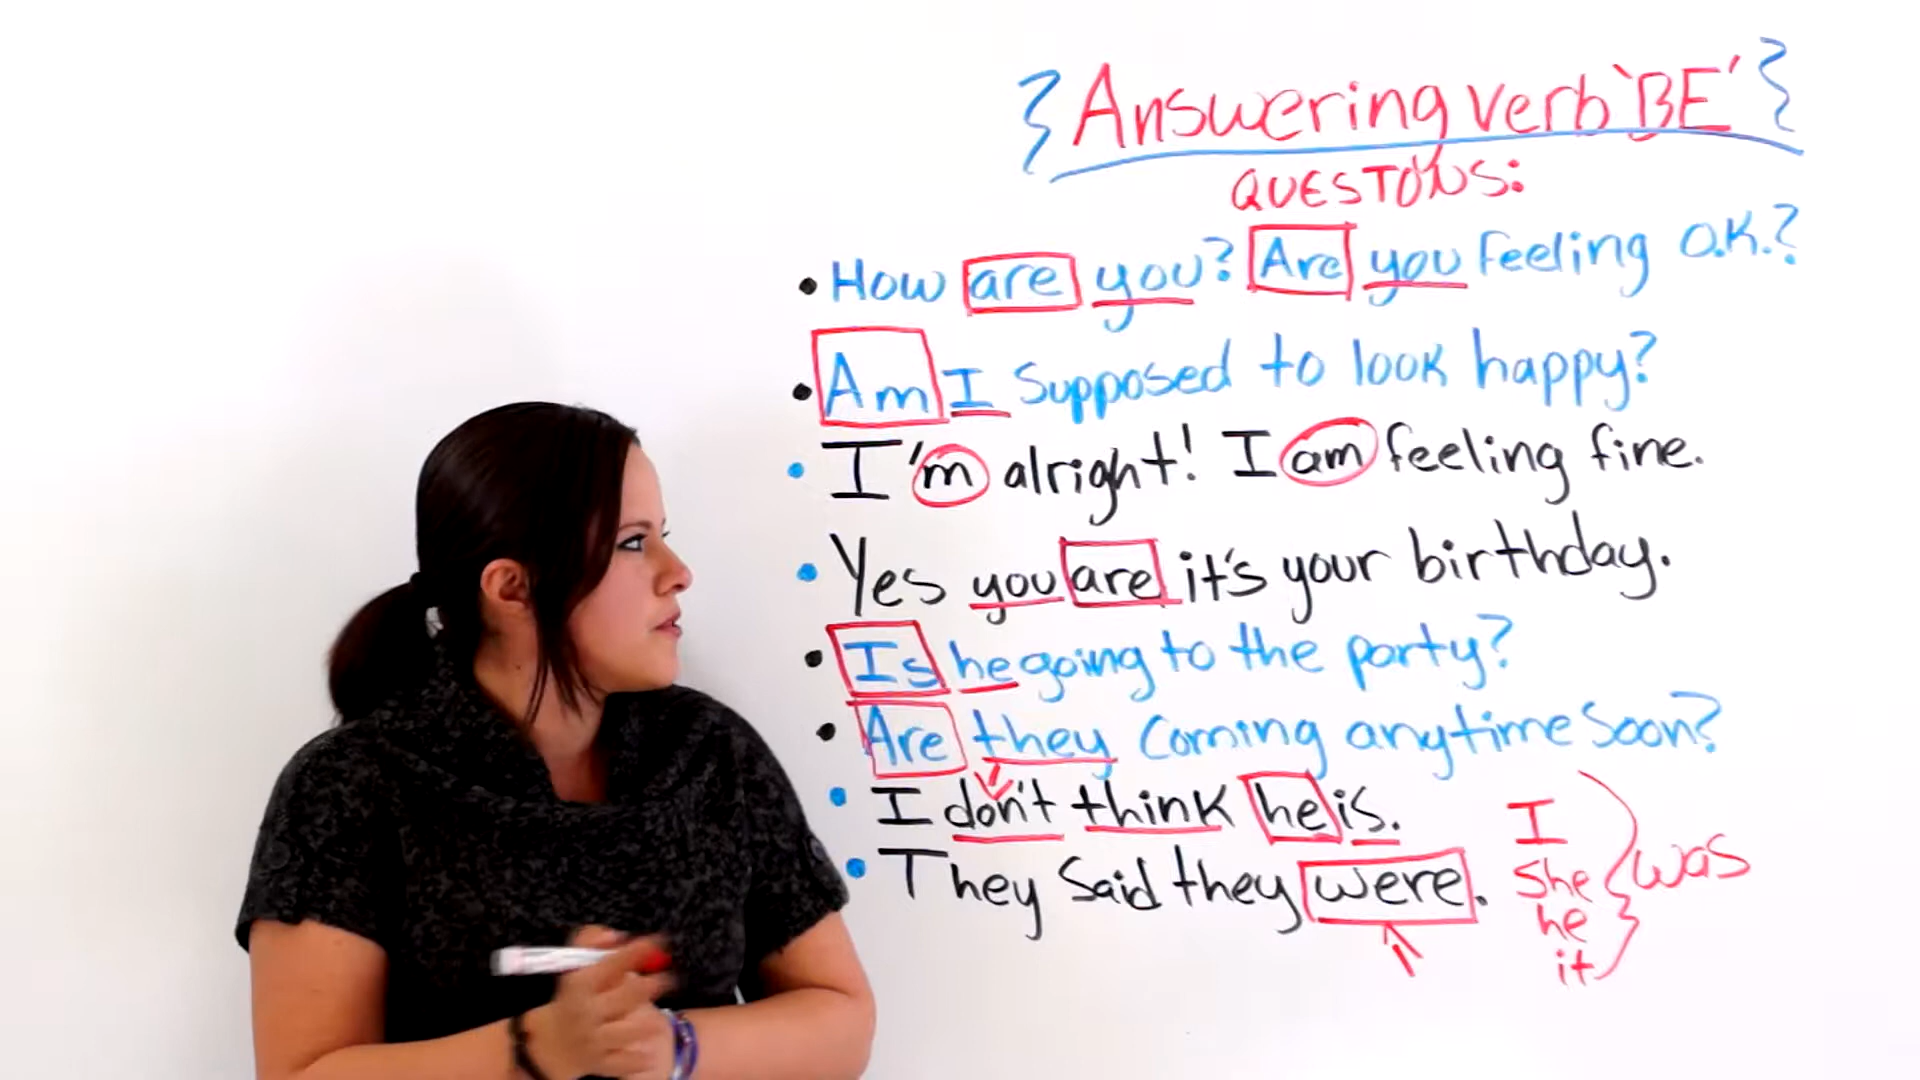 Answering verb 'BE'
QUESTONS:
How are you? Are you feeling O.K.?
Am I supposed to look happy?
I'm alright! I am feeling fine.
Yes you are it's your birthday.
Is he going to the party?
Are they coming anytime soon?
I don't think he is.
They said they were.
I
she
he
it
was